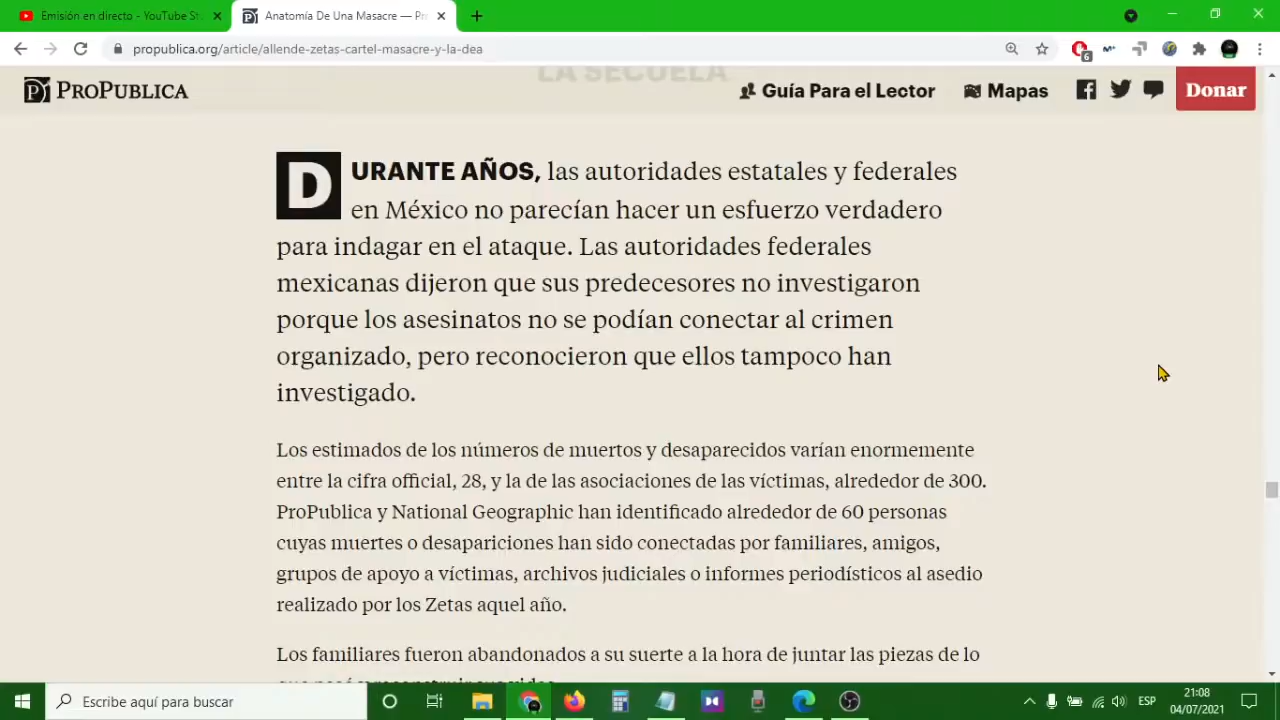 Emisión en directo - YouTube St
Anatomía De Una Masacre — Pr
propublica.org/article/allende-zetas-cartel-masacre-y-la-dea
6
LA SECUELA
PROPUBLICA
Guía Para el Lector
Mapas
Donar
DURANTE AÑOS, las autoridades estatales y federales
en México no parecían hacer un esfuerzo verdadero
para indagar en el ataque. Las autoridades federales
mexicanas dijeron que sus predecesores no investigaron
porque los asesinatos no se podían conectar al crimen
organizado, pero reconocieron que ellos tampoco han
investigado.
Los estimados de los números de muertos y desaparecidos varían enormemente
entre la cifra official, 28, y la de las asociaciones de las víctimas, alrededor de 300.
ProPublica y National Geographic han identificado alrededor de 60 personas
cuyas muertes o desapariciones han sido conectadas por familiares, amigos,
grupos de apoyo a víctimas, archivos judiciales o informes periodísticos al asedio
realizado por los Zetas aquel año.
Los familiares fueron abandonados a su suerte a la hora de juntar las piezas de lo
Escribe aquí para buscar
ESP
21:08
04/07/2021